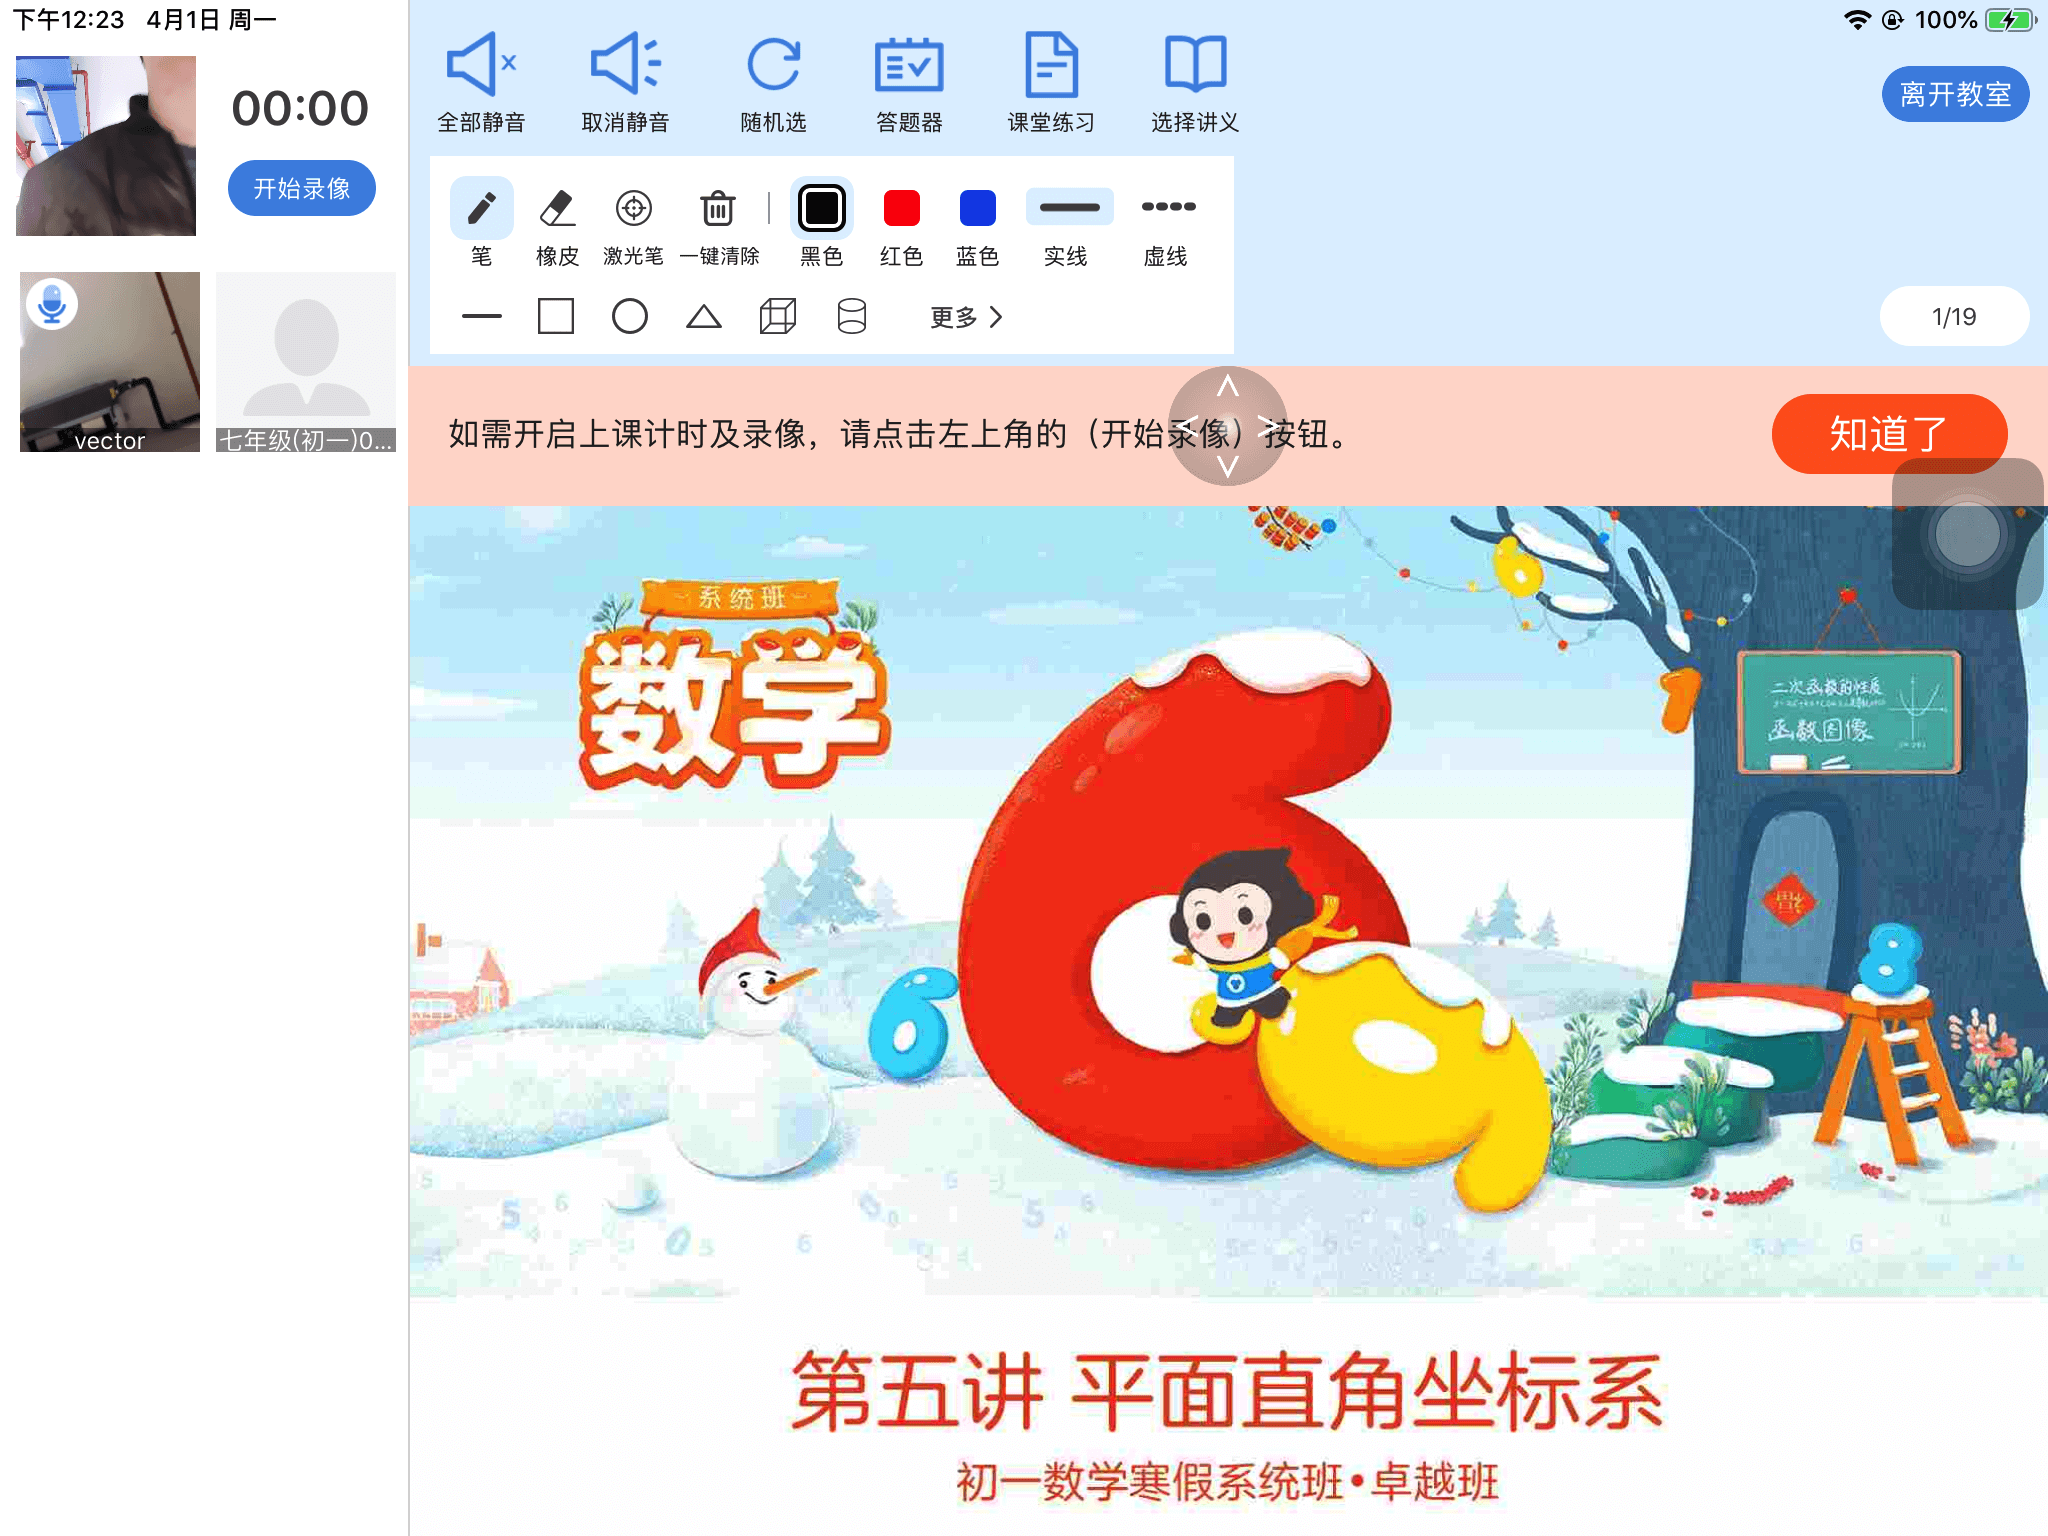 下午12:23 4月1日 周一
100%
00:00
开始录像
vector
七年级(初一)0...
全部静音
取消静音
随机选
答题器
课堂练习
选择讲义
离开教室
笔
橡皮
激光笔
一键清除
黑色
红色
蓝色
实线
虚线
更多
1/19
如需开启上课计时及录像，请点击左上角的（开始录像）按钮。
知道了
系统班
数学
二次函数的性质
函数图像
福
第五讲 平面直角坐标系
初一数学寒假系统班•卓越班